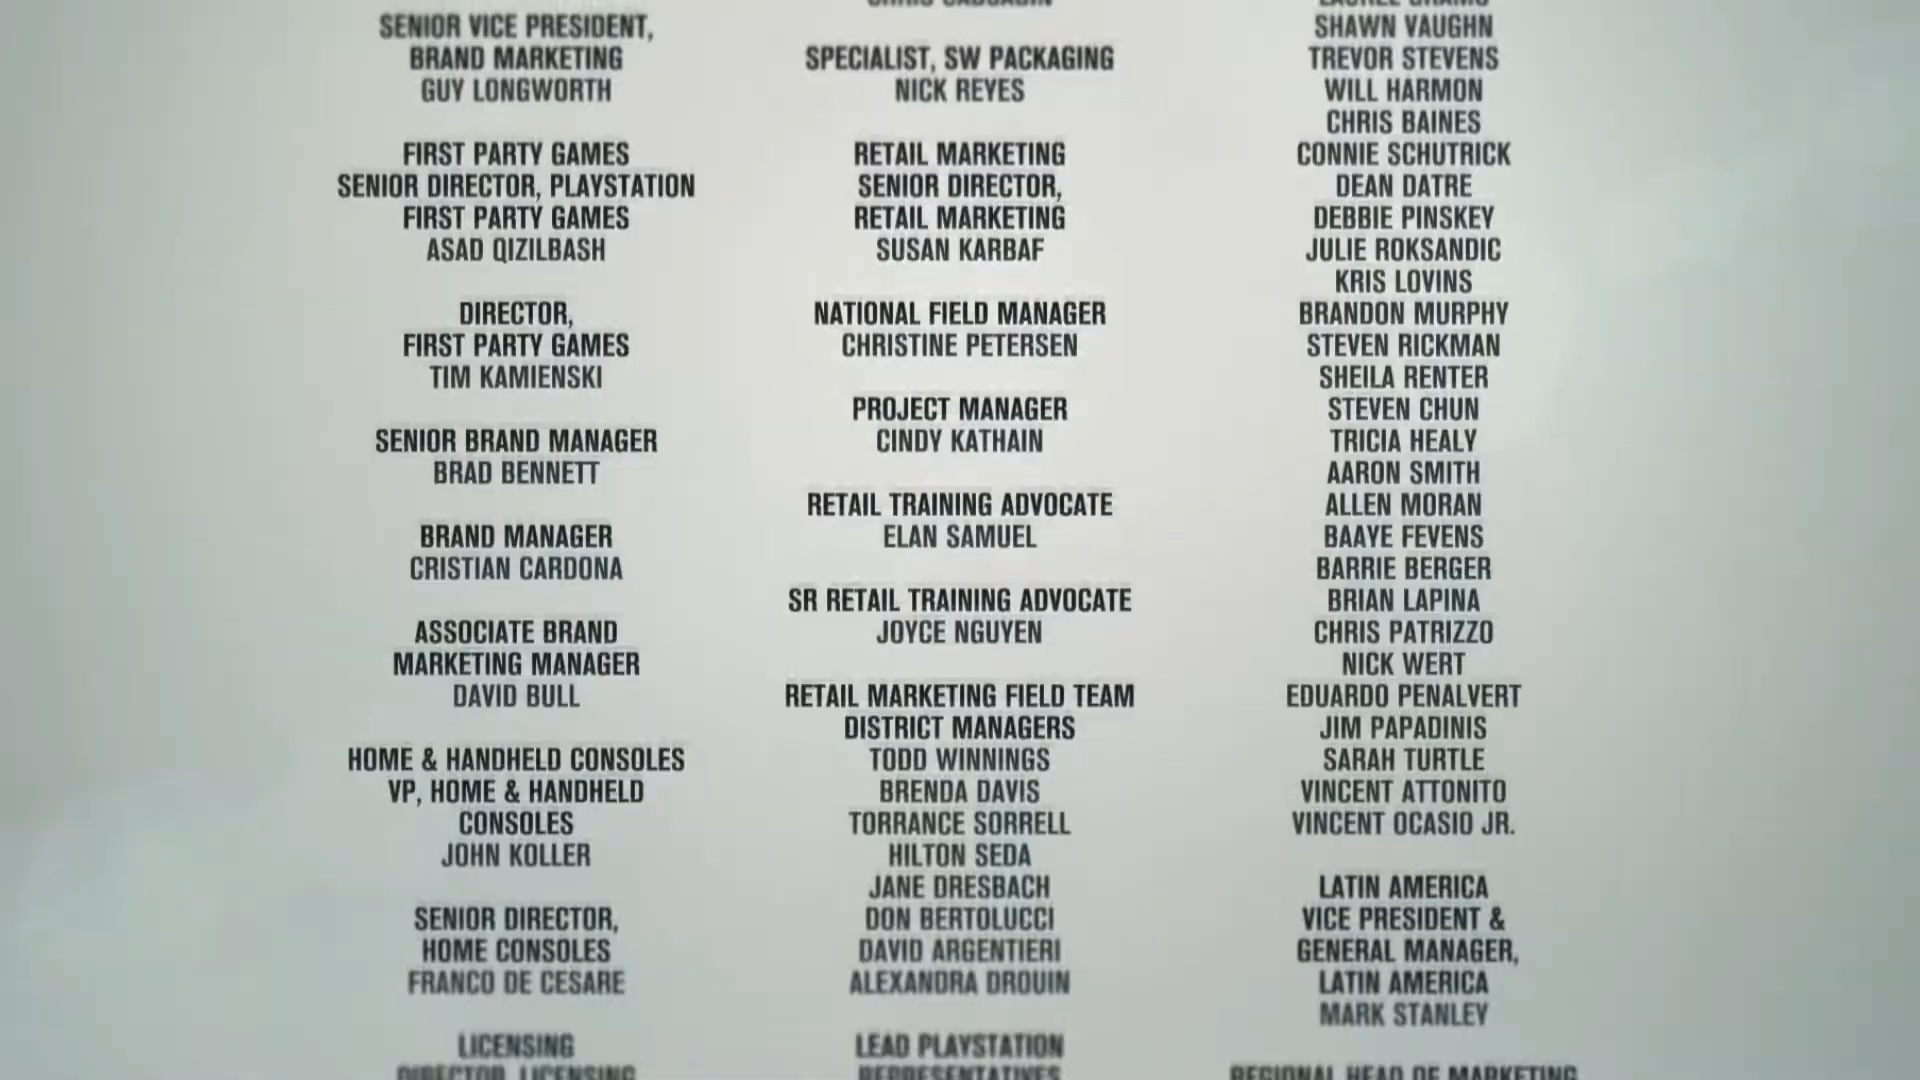 SENIOR VICE PRESIDENT,
BRAND MARKETING
GUY LONGWORTH
FIRST PARTY GAMES
SENIOR DIRECTOR, PLAYSTATION
FIRST PARTY GAMES
ASAD QIZILBASH
DIRECTOR,
FIRST PARTY GAMES
TIM KAMIENSKI
SENIOR BRAND MANAGER
BRAD BENNETT
BRAND MANAGER
CRISTIAN CARDONA
ASSOCIATE BRAND
MARKETING MANAGER
DAVID BULL
HOME & HANDHELD CONSOLES
VP, HOME & HANDHELD
CONSOLES
JOHN KOLLER
SENIOR DIRECTOR,
HOME CONSOLES
FRANCO DE CESARE
LICENSING
DIRECTOR, LICENSING
SPECIALIST, SW PACKAGING
NICK REYES
RETAIL MARKETING
SENIOR DIRECTOR,
RETAIL MARKETING
SUSAN KARBAF
NATIONAL FIELD MANAGER
CHRISTINE PETERSEN
PROJECT MANAGER
CINDY KATHAIN
RETAIL TRAINING ADVOCATE
ELAN SAMUEL
SR RETAIL TRAINING ADVOCATE
JOYCE NGUYEN
RETAIL MARKETING FIELD TEAM
DISTRICT MANAGERS
TODD WINNINGS
BRENDA DAVIS
TORRANCE SORRELL
HILTON SEDA
JANE DRESBACH
DON BERTOLUCCI
DAVID ARGENTIERI
ALEXANDRA DROUIN
LEAD PLAYSTATION
REPRESENTATIVES
SHAWN VAUGHN
TREVOR STEVENS
WILL HARMON
CHRIS BAINES
CONNIE SCHUTRICK
DEAN DATRE
DEBBIE PINSKEY
JULIE ROKSANDIC
KRIS LOVINS
BRANDON MURPHY
STEVEN RICKMAN
SHEILA RENTER
STEVEN CHUN
TRICIA HEALY
AARON SMITH
ALLEN MORAN
BAAYE FEVENS
BARRIE BERGER
BRIAN LAPINA
CHRIS PATRIZZO
NICK WERT
EDUARDO PENALVERT
JIM PAPADINIS
SARAH TURTLE
VINCENT ATTONITO
VINCENT OCASIO JR.
LATIN AMERICA
VICE PRESIDENT &
GENERAL MANAGER,
LATIN AMERICA
MARK STANLEY
REGIONAL HEAD OF MARKETING